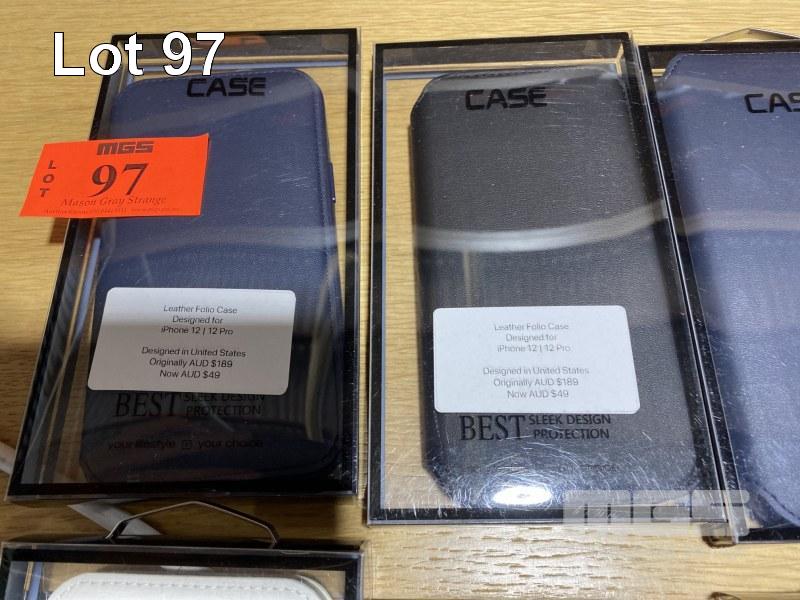 Lot 97
CASE
CASE
CAS
MGS
LOT
97
Mason Gray Strange
Leather Folio Case
Designed for
iPhone 12 | 12 Pro
Designed in United States
Originally AUD $189
Now AUD $49
BEST SLEEK DESIGN
PROTECTION
your lifestyle your choice
Leather Folio Case
Designed for
iPhone 12 | 12 Pro
Designed in United States
Originally AUD $189
Now AUD $49
BEST SLEEK DESIGN
PROTECTION
MGS